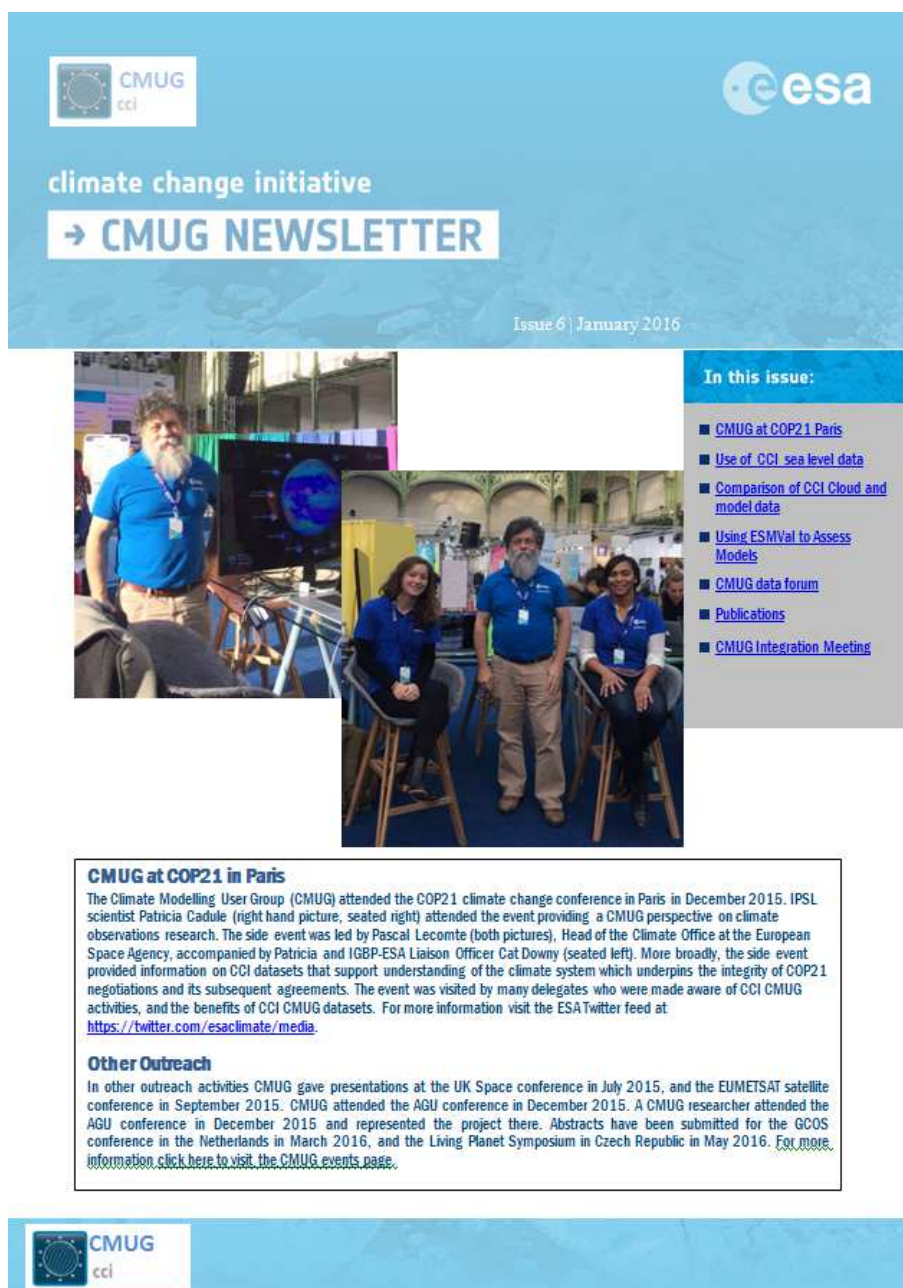 CMUG
cci
esa
climate change initiative
→ CMUG NEWSLETTER
Issue 6 | January 2016
In this issue:
■ CMUG at COP21 Paris
■ Use of CCI sea level data
■ Comparison of CCI Cloud and
model data
■ Using ESMVal to Assess
Models
■ CMUG data forum
■ Publications
■ CMUG Integration Meeting
CMUG at COP21 in Paris
The Climate Modelling User Group (CMUG) attended the COP21 climate change conference in Paris in December 2015. IPSL
scientist Patricia Cadule (right hand picture, seated right) attended the event providing a CMUG perspective on climate
observations research. The side event was led by Pascal Lecomte (both pictures), Head of the Climate Office at the European
Space Agency, accompanied by Patricia and IGBP-ESA Liaison Officer Cat Downy (seated left). More broadly, the side event
provided information on CCI datasets that support understanding of the climate system which underpins the integrity of COP21
negotiations and its subsequent agreements. The event was visited by many delegates who were made aware of CCI CMUG
activities, and the benefits of CCI CMUG datasets. For more information visit the ESA Twitter feed at
https://twitter.com/esaclimate/media.
Other Outreach
In other outreach activities CMUG gave presentations at the UK Space conference in July 2015, and the EUMETSAT satellite
conference in September 2015. CMUG attended the AGU conference in December 2015. A CMUG researcher attended the
AGU conference in December 2015 and represented the project there. Abstracts have been submitted for the GCOS
conference in the Netherlands in March 2016, and the Living Planet Symposium in Czech Republic in May 2016. For more
information click here to visit the CMUG events page.
CMUG
cci